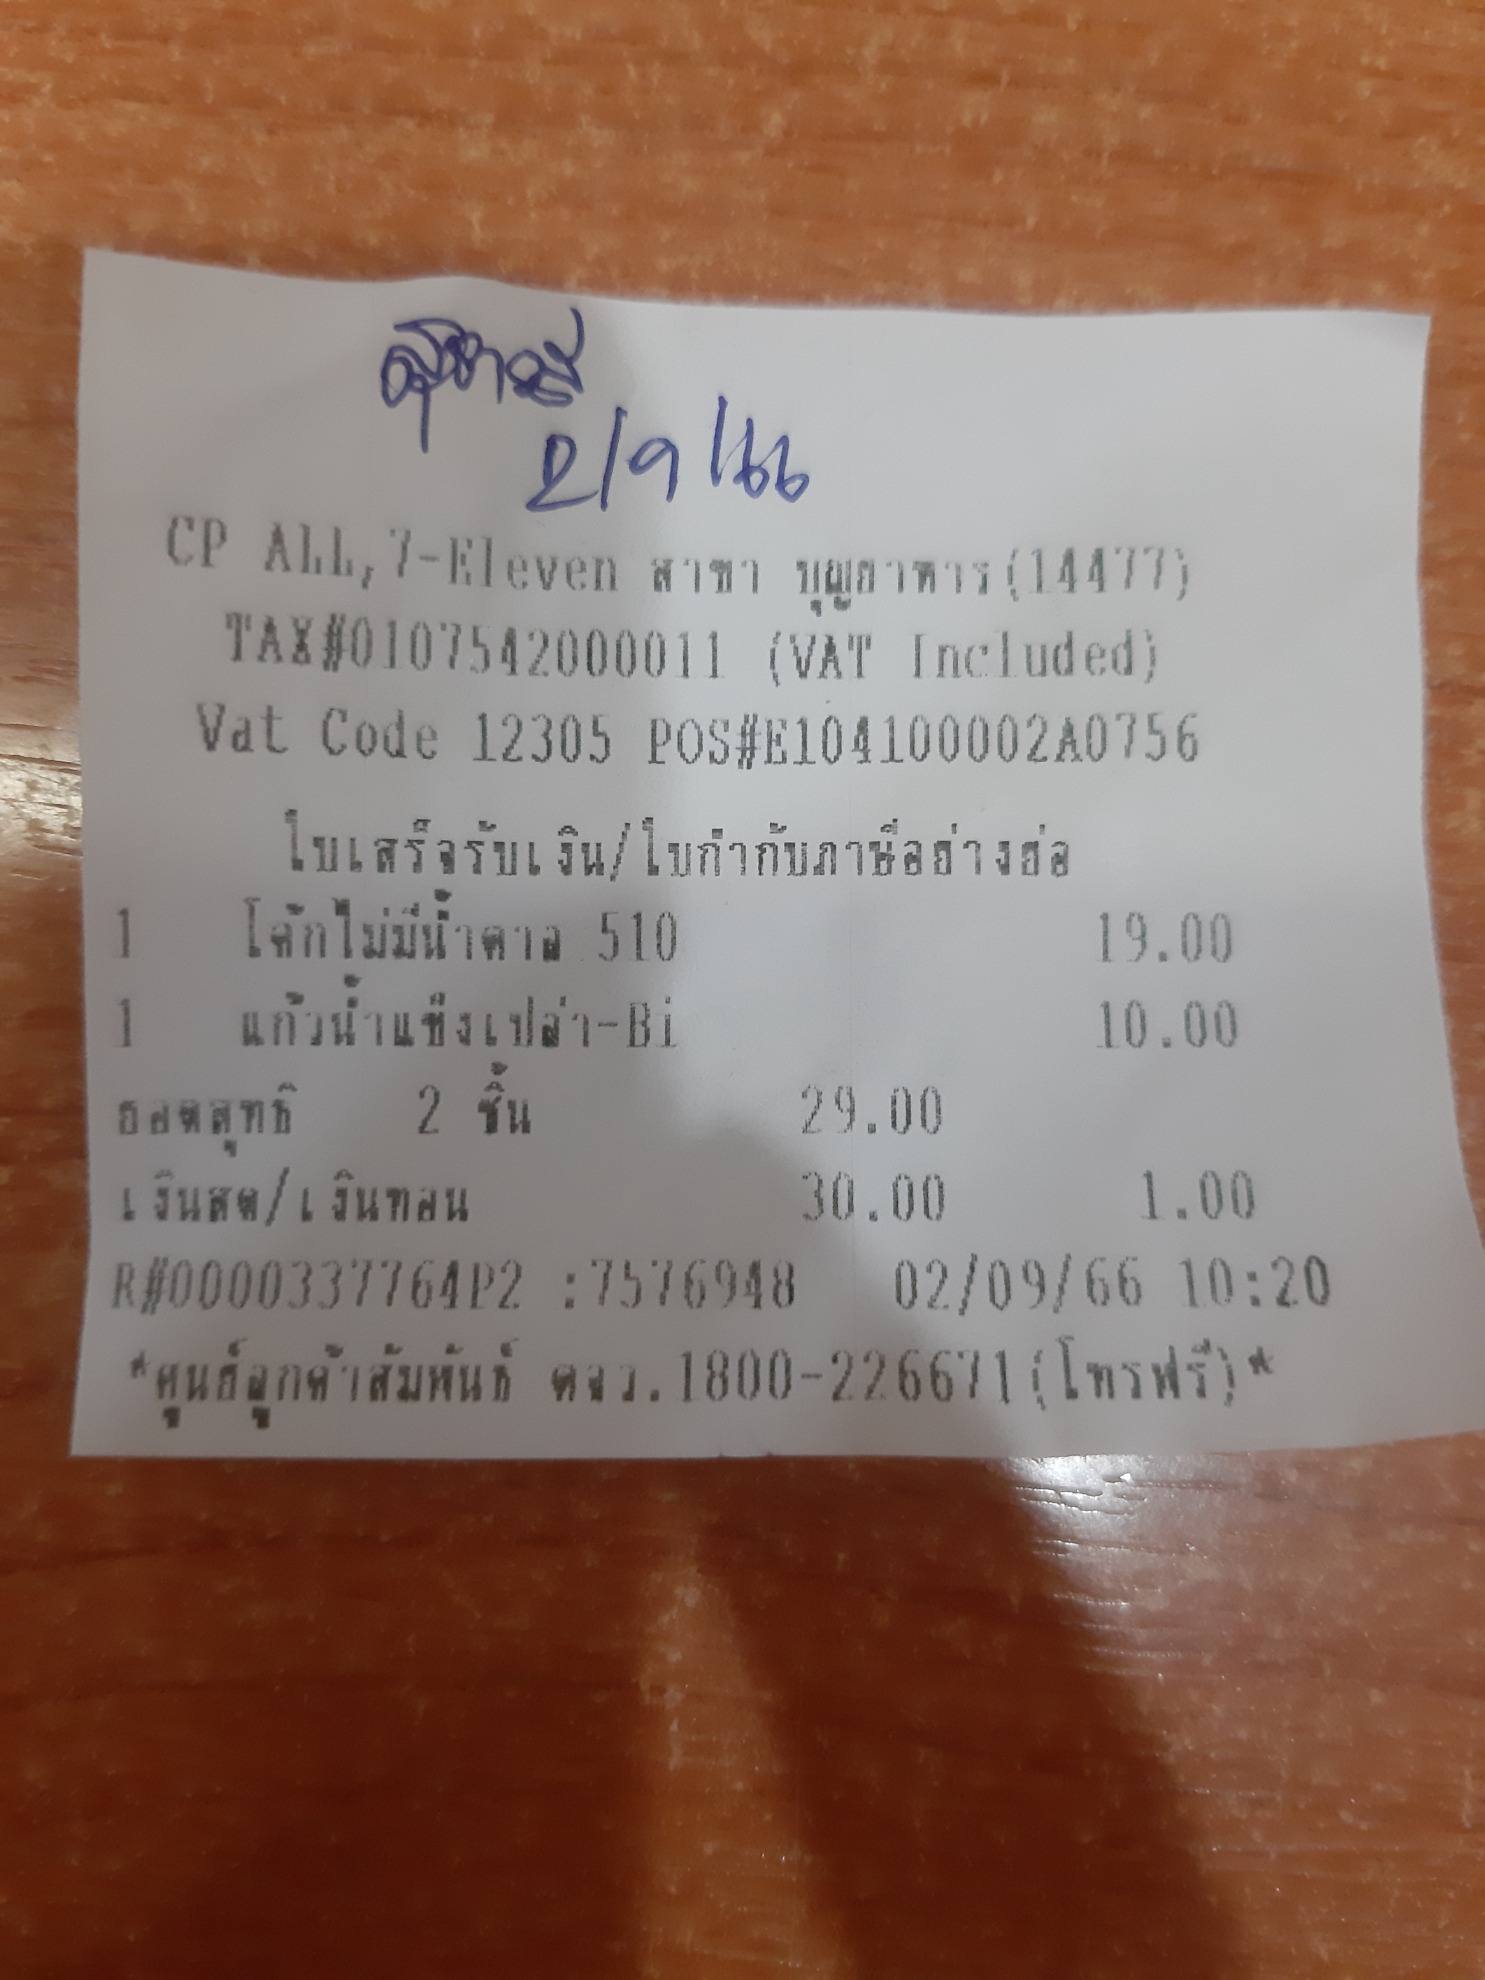 สุชาวดี
2/9/66
CP ALL,7-Eleven สาขา บุญอาหาร(14477)
TAX#0107542000011 (VAT Included)
Vat Code 12305 POS#E104100002A0756
ใบเสร็จรับเงิน/ใบกำกับภาษีอย่างย่อ
1 โค้กไม่มีน้ำตาล 510 19.00
1 แก้วน้ำแข็งเปล่า-Bi 10.00
ยอดสุทธิ 2 ชิ้น 29.00
เงินสด/เงินทอน 30.00 1.00
R#0000337764P2 :7576948 02/09/66 10:20
*ศูนย์ลูกค้าสัมพันธ์ ตจว.1800-226671(โทรฟรี)*